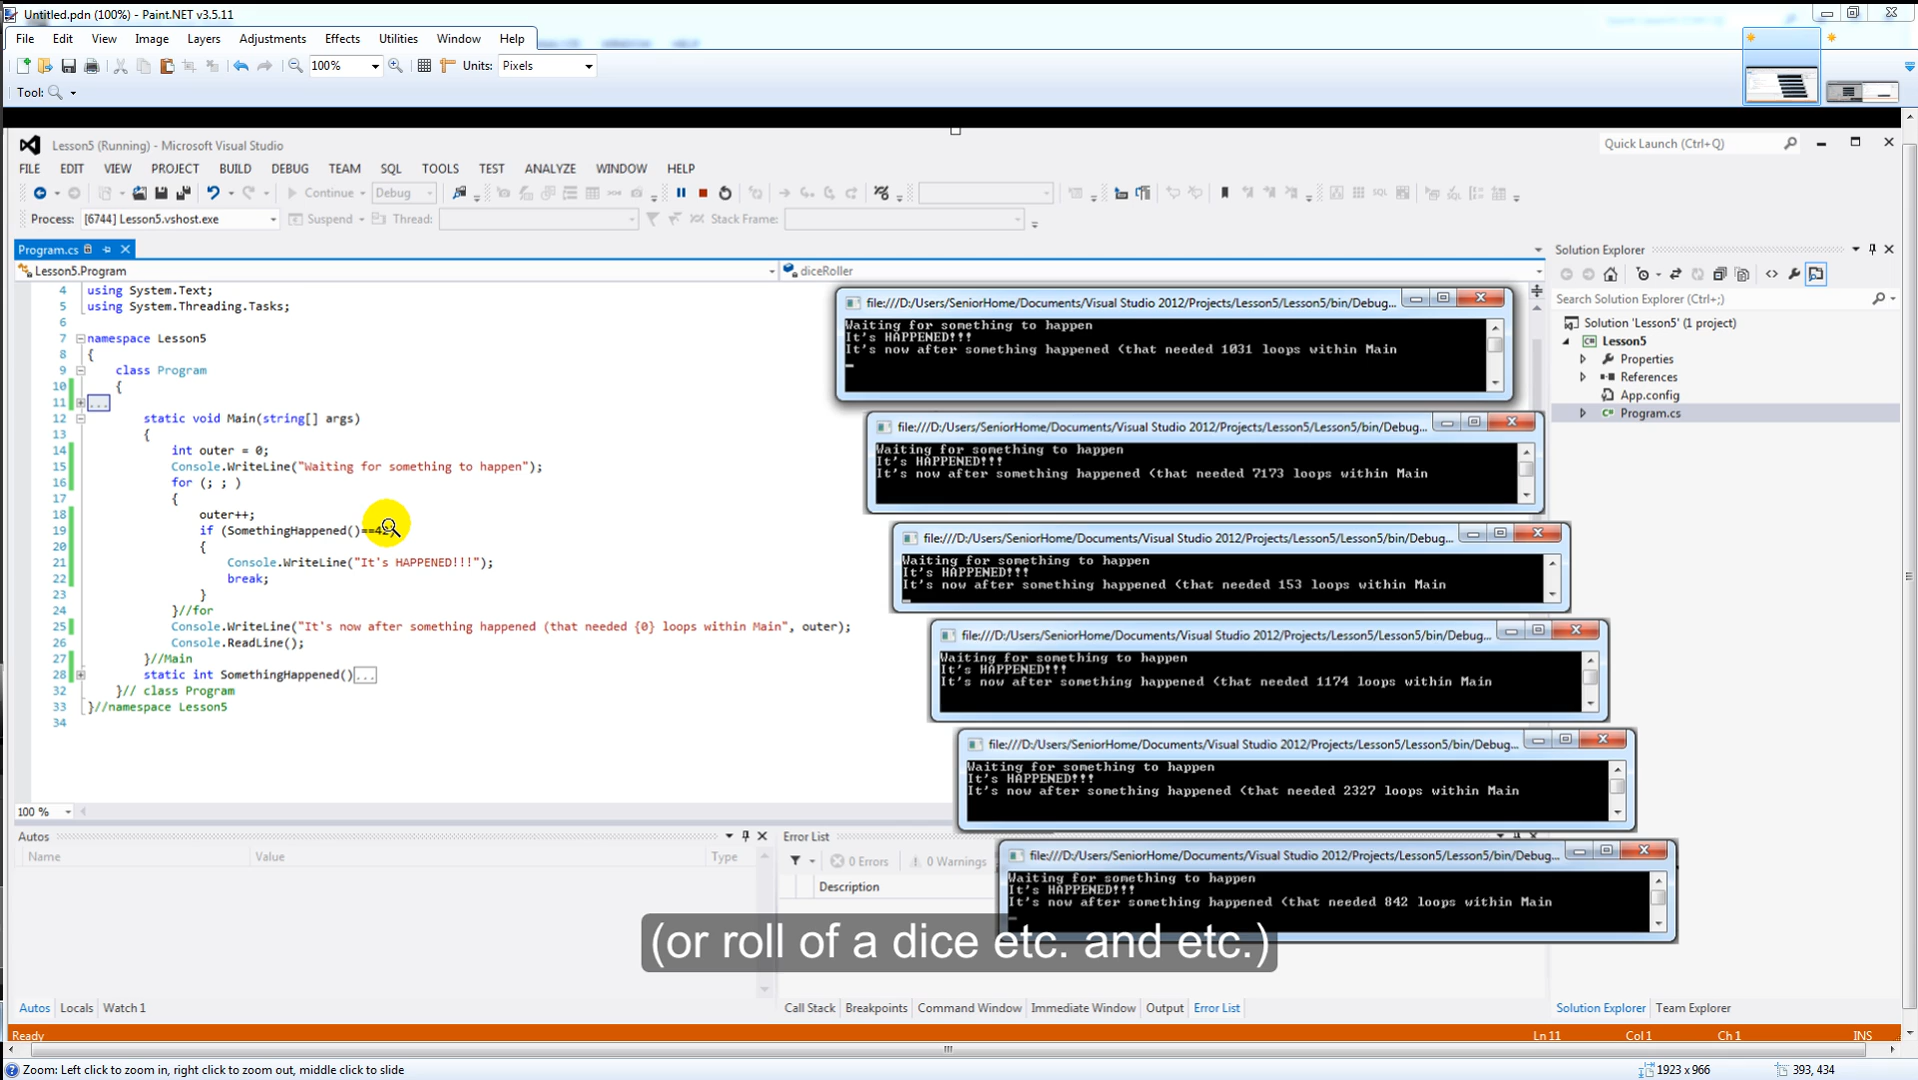 Untitled.pdn (100%) - Paint.NET v3.5.11
File Edit View Image Layers Adjustments Effects Utilities Window Help
100% Units: Pixels
Tool:
Lesson5 (Running) - Microsoft Visual Studio
Quick Launch (Ctrl+Q)
FILE EDIT VIEW PROJECT BUILD DEBUG TEAM SQL TOOLS TEST ANALYZE WINDOW HELP
Continue Debug
Process: [6744] Lesson5.vshost.exe Suspend Thread: Stack Frame:
Program.cs
Lesson5.Program
diceRoller
4 using System.Text;
5 using System.Threading.Tasks;
6
7 namespace Lesson5
8 {
9 class Program
10 {
11 ...
12 static void Main(string[] args)
13 {
14 int outer = 0;
15 Console.WriteLine("Waiting for something to happen");
16 for (; ; )
17 {
18 outer++;
19 if (SomethingHappened()==42)
20 {
21 Console.WriteLine("It's HAPPENED!!!");
22 break;
23 }
24 }//for
25 Console.WriteLine("It's now after something happened (that needed {0} loops within Main", outer);
26 Console.ReadLine();
27 }//Main
28 static int SomethingHappened()...
32 }// class Program
33 }//namespace Lesson5
34
100 %
file:///D:/Users/SeniorHome/Documents/Visual Studio 2012/Projects/Lesson5/Lesson5/bin/Debug...
Waiting for something to happen
It's HAPPENED!!!
It's now after something happened (that needed 1031 loops within Main
file:///D:/Users/SeniorHome/Documents/Visual Studio 2012/Projects/Lesson5/Lesson5/bin/Debug...
Waiting for something to happen
It's HAPPENED!!!
It's now after something happened (that needed 7173 loops within Main
file:///D:/Users/SeniorHome/Documents/Visual Studio 2012/Projects/Lesson5/Lesson5/bin/Debug...
Waiting for something to happen
It's HAPPENED!!!
It's now after something happened (that needed 153 loops within Main
file:///D:/Users/SeniorHome/Documents/Visual Studio 2012/Projects/Lesson5/Lesson5/bin/Debug...
Waiting for something to happen
It's HAPPENED!!!
It's now after something happened (that needed 1174 loops within Main
file:///D:/Users/SeniorHome/Documents/Visual Studio 2012/Projects/Lesson5/Lesson5/bin/Debug...
Waiting for something to happen
It's HAPPENED!!!
It's now after something happened (that needed 2327 loops within Main
file:///D:/Users/SeniorHome/Documents/Visual Studio 2012/Projects/Lesson5/Lesson5/bin/Debug...
Waiting for something to happen
It's HAPPENED!!!
It's now after something happened (that needed 842 loops within Main
Solution Explorer
Search Solution Explorer (Ctrl+;)
Solution 'Lesson5' (1 project)
Lesson5
Properties
References
App.config
Program.cs
Autos
Name Value Type
Error List
0 Errors 0 Warnings
Description
(or roll of a dice etc. and etc.)
Autos Locals Watch 1
Call Stack Breakpoints Command Window Immediate Window Output Error List
Solution Explorer Team Explorer
Ready Ln 11 Col 1 Ch 1 INS
Zoom: Left click to zoom in, right click to zoom out, middle click to slide
1923 x 966 393, 434